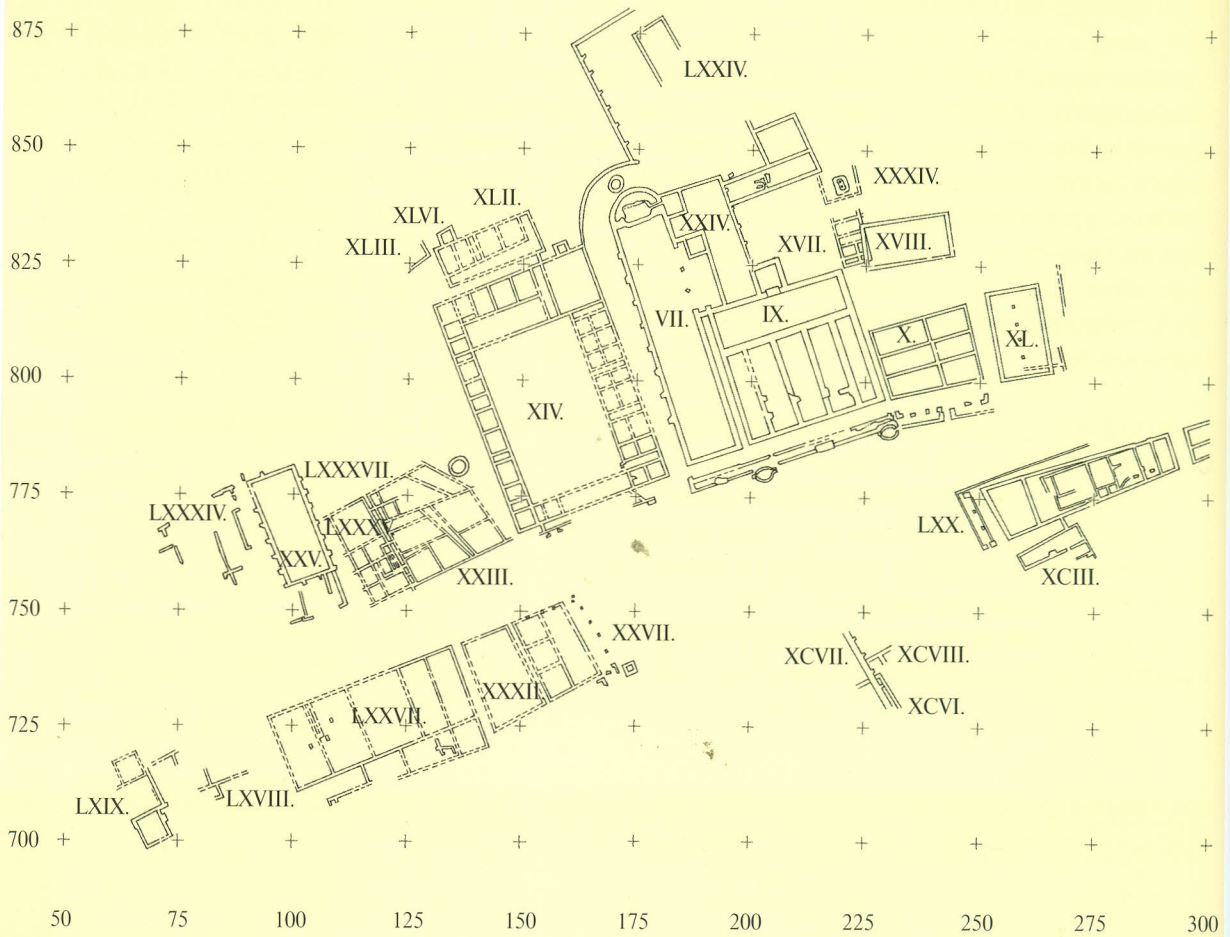 875
LXXIV.
850
XXXIV.
XLII.
XLVI.
XXIV.
XLIII.
XVII.
XVIII.
825
VII.
IX.
X.
XL.
800
XIV.
LXXXVII.
775
LXXXIV.
LXXXV.
LXX.
XXV.
XXIII.
XCIII.
750
XXVII.
XCVII.
XCVIII.
XXXII.
XCVI.
725
LXXVII.
LXVIII.
LXIX.
700
50 75 100 125 150 175 200 225 250 275 300